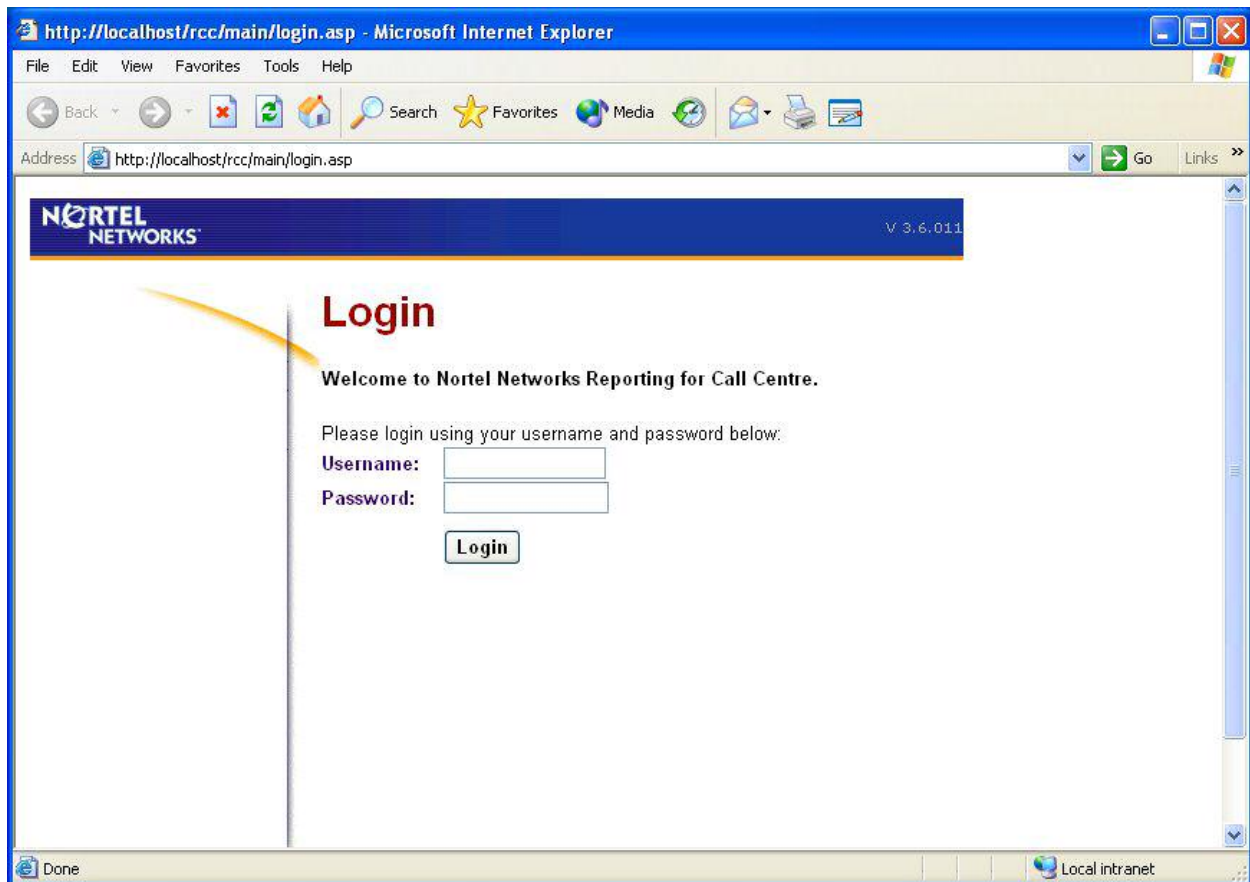 http://localhost/rcc/main/login.asp - Microsoft Internet Explorer
File Edit View Favorites Tools Help
Back Search Favorites Media
Address http://localhost/rcc/main/login.asp Go Links »
NORTEL
NETWORKS
V 3.6.011
Login
Welcome to Nortel Networks Reporting for Call Centre.
Please login using your username and password below:
Username:
Password:
Login
Done Local intranet